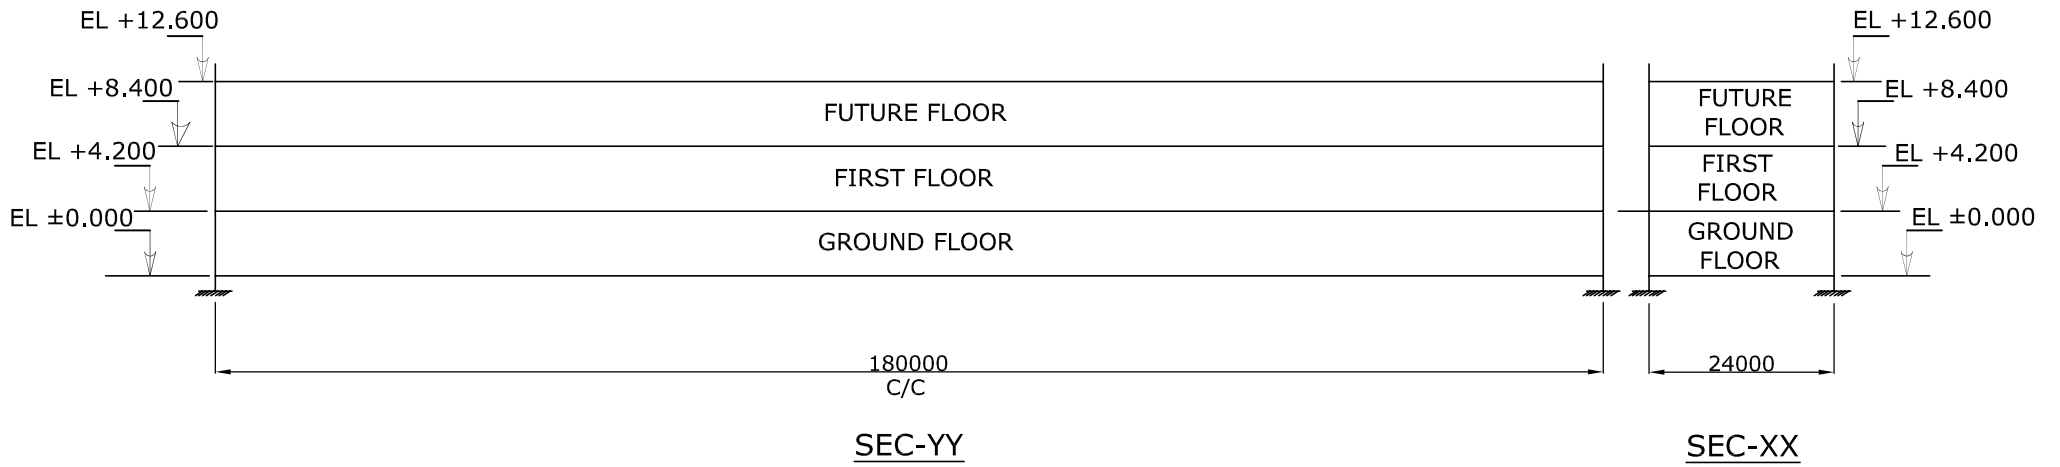 EL +12.600
EL +8.400
EL +4.200
EL ±0.000
FUTURE FLOOR
FIRST FLOOR
GROUND FLOOR
180000
C/C
SEC-YY
EL +12.600
EL +8.400
EL +4.200
EL ±0.000
FUTURE
FLOOR
FIRST
FLOOR
GROUND
FLOOR
24000
SEC-XX